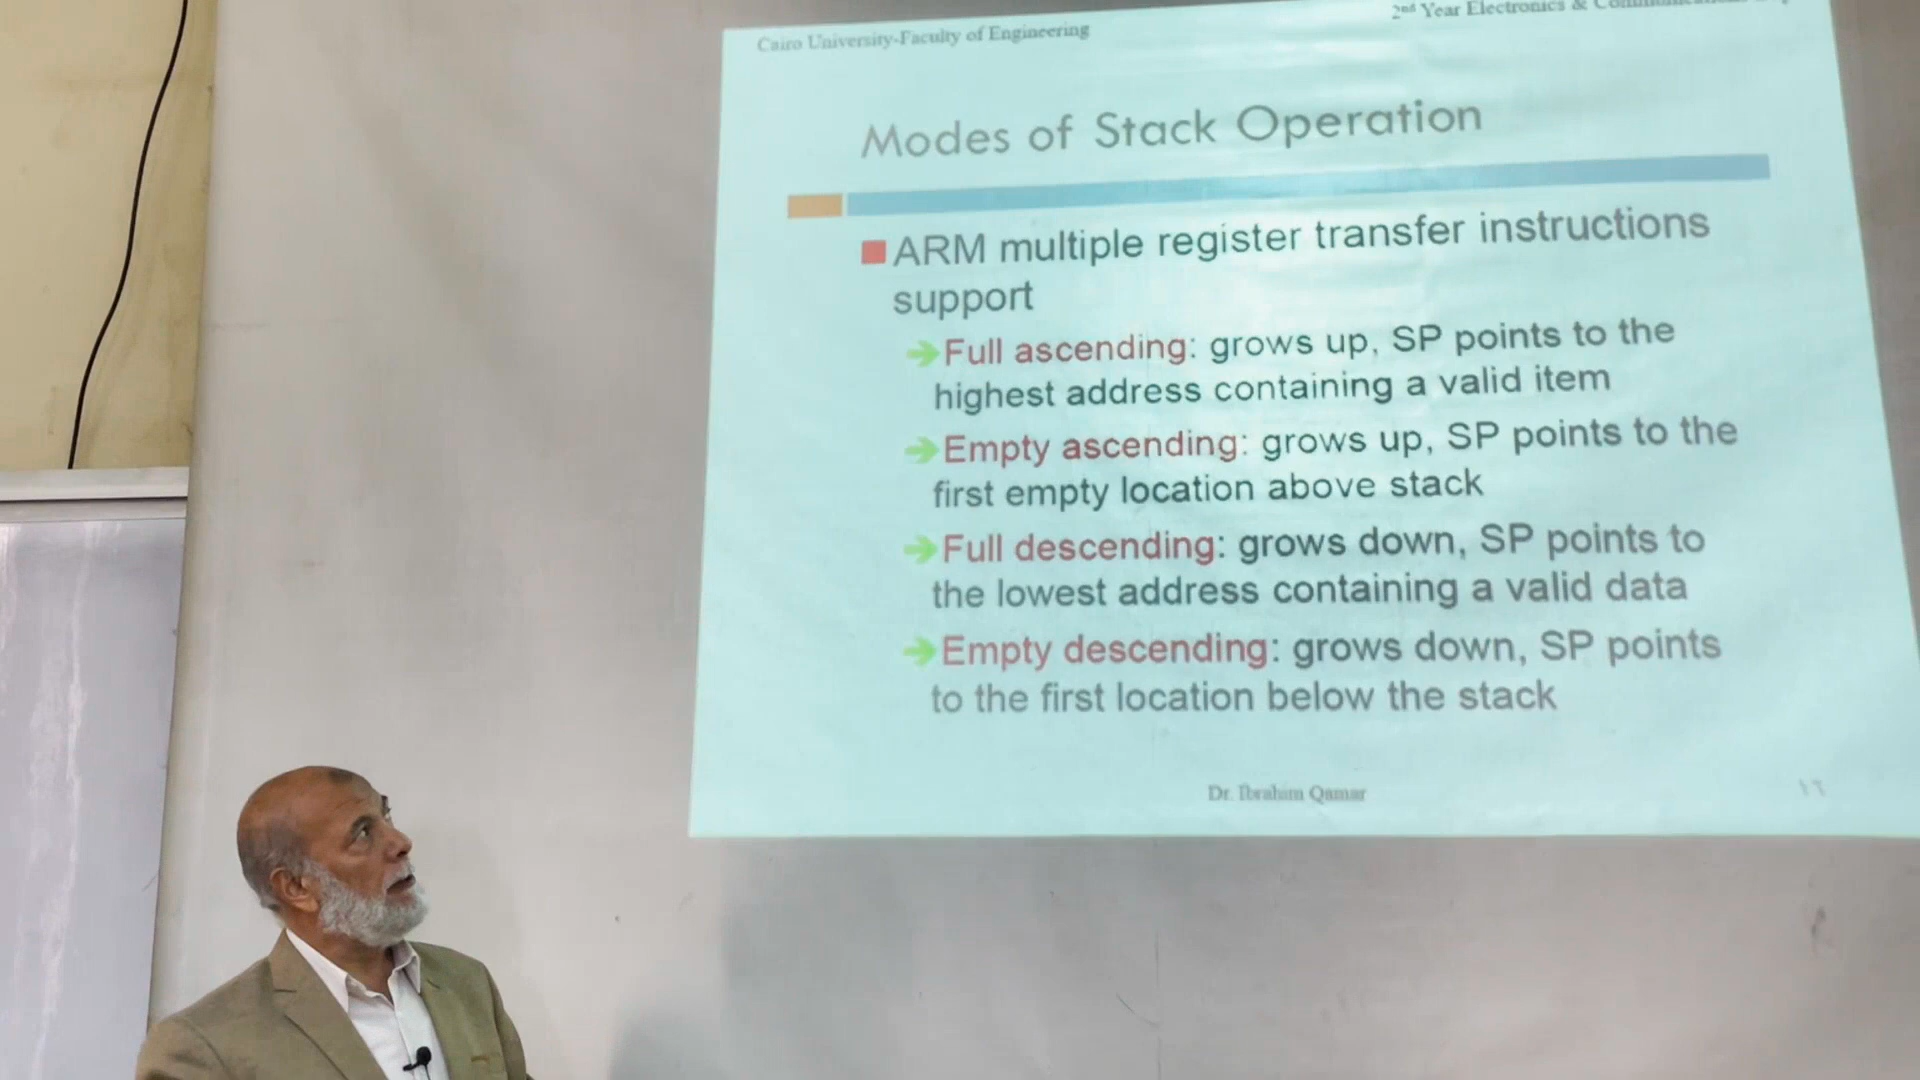 Cairo University-Faculty of Engineering
2nd Year Electronics &
Modes of Stack Operation
ARM multiple register transfer instructions
support
Full ascending: grows up, SP points to the
highest address containing a valid item
Empty ascending: grows up, SP points to the
first empty location above stack
Full descending: grows down, SP points to
the lowest address containing a valid data
Empty descending: grows down, SP points
to the first location below the stack
Dr. Ibrahim Qamar
١٦